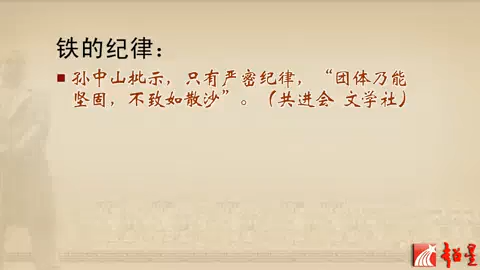 铁的纪律：
孙中山批示，只有严密纪律，“团体乃能
坚固，不致如散沙”。（共进会 文学社）
超星